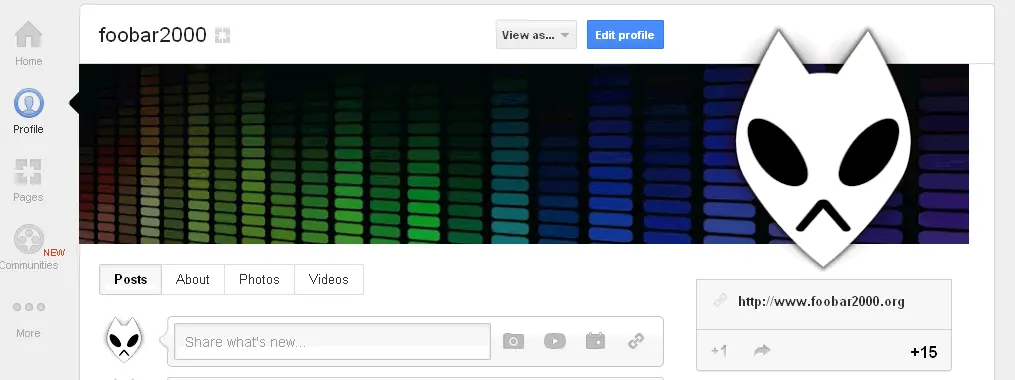 foobar2000
View as...
Edit profile
Home
Profile
Pages
NEW
Communities
More
Posts
About
Photos
Videos
Share what's new...
http://www.foobar2000.org
+1
+15